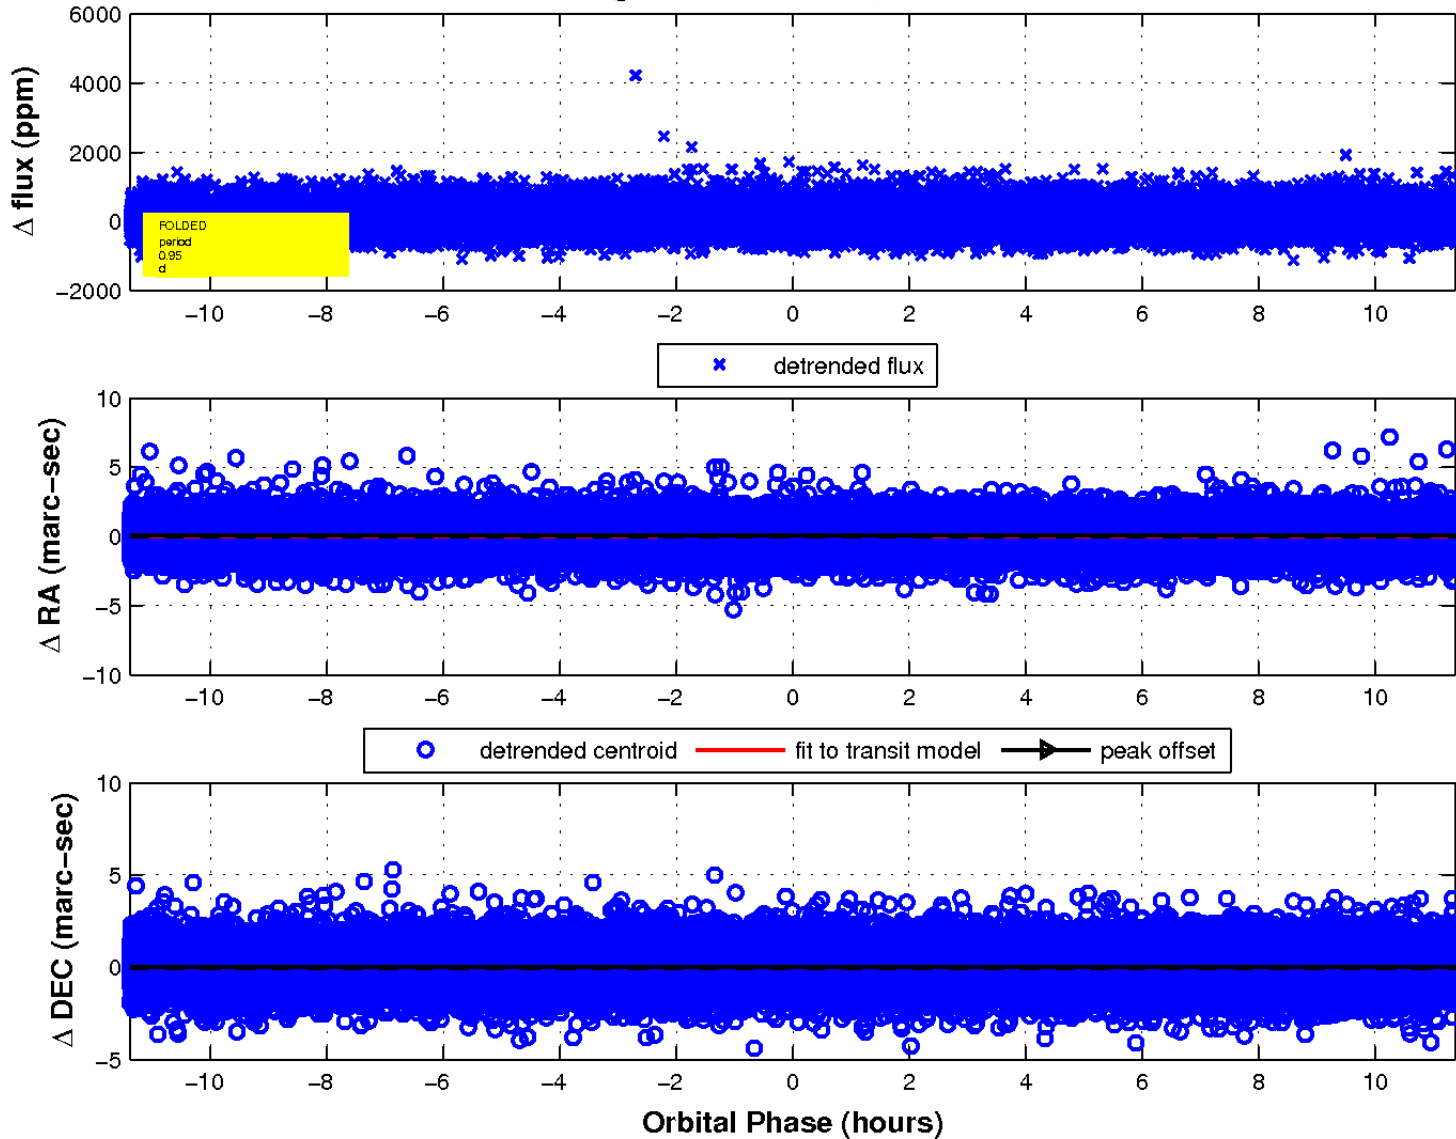 6000
4000
2000
0
−2000
Δ flux (ppm)
FOLDED
period
0.95
d
−10 −8 −6 −4 −2 0 2 4 6 8 10
detrended flux
10
5
0
−5
−10
Δ RA (marc−sec)
−10 −8 −6 −4 −2 0 2 4 6 8 10
detrended centroid fit to transit model peak offset
10
5
0
−5
Δ DEC (marc−sec)
−10 −8 −6 −4 −2 0 2 4 6 8 10
Orbital Phase (hours)